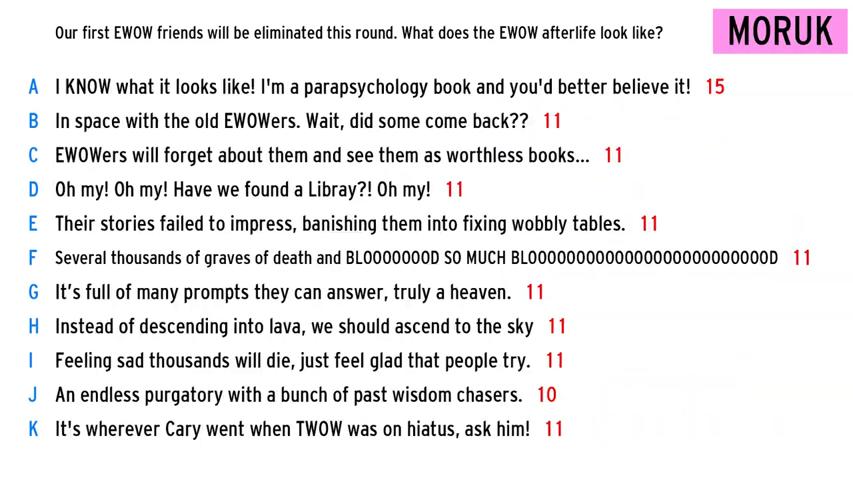 Our first EWOW friends will be eliminated this round. What does the EWOW afterlife look like?
MORUK
A I KNOW what it looks like! I'm a parapsychology book and you'd better believe it! 15
B In space with the old EWOWers. Wait, did some come back?? 11
C EWOWers will forget about them and see them as worthless books... 11
D Oh my! Oh my! Have we found a Libray?! Oh my! 11
E Their stories failed to impress, banishing them into fixing wobbly tables. 11
F Several thousands of graves of death and BLOOOOOOOD SO MUCH BLOOOOOOOOOOOOOOOOOOOOOOOOOD 11
G It’s full of many prompts they can answer, truly a heaven. 11
H Instead of descending into lava, we should ascend to the sky 11
I Feeling sad thousands will die, just feel glad that people try. 11
J An endless purgatory with a bunch of past wisdom chasers. 10
K It's wherever Cary went when TWOW was on hiatus, ask him! 11